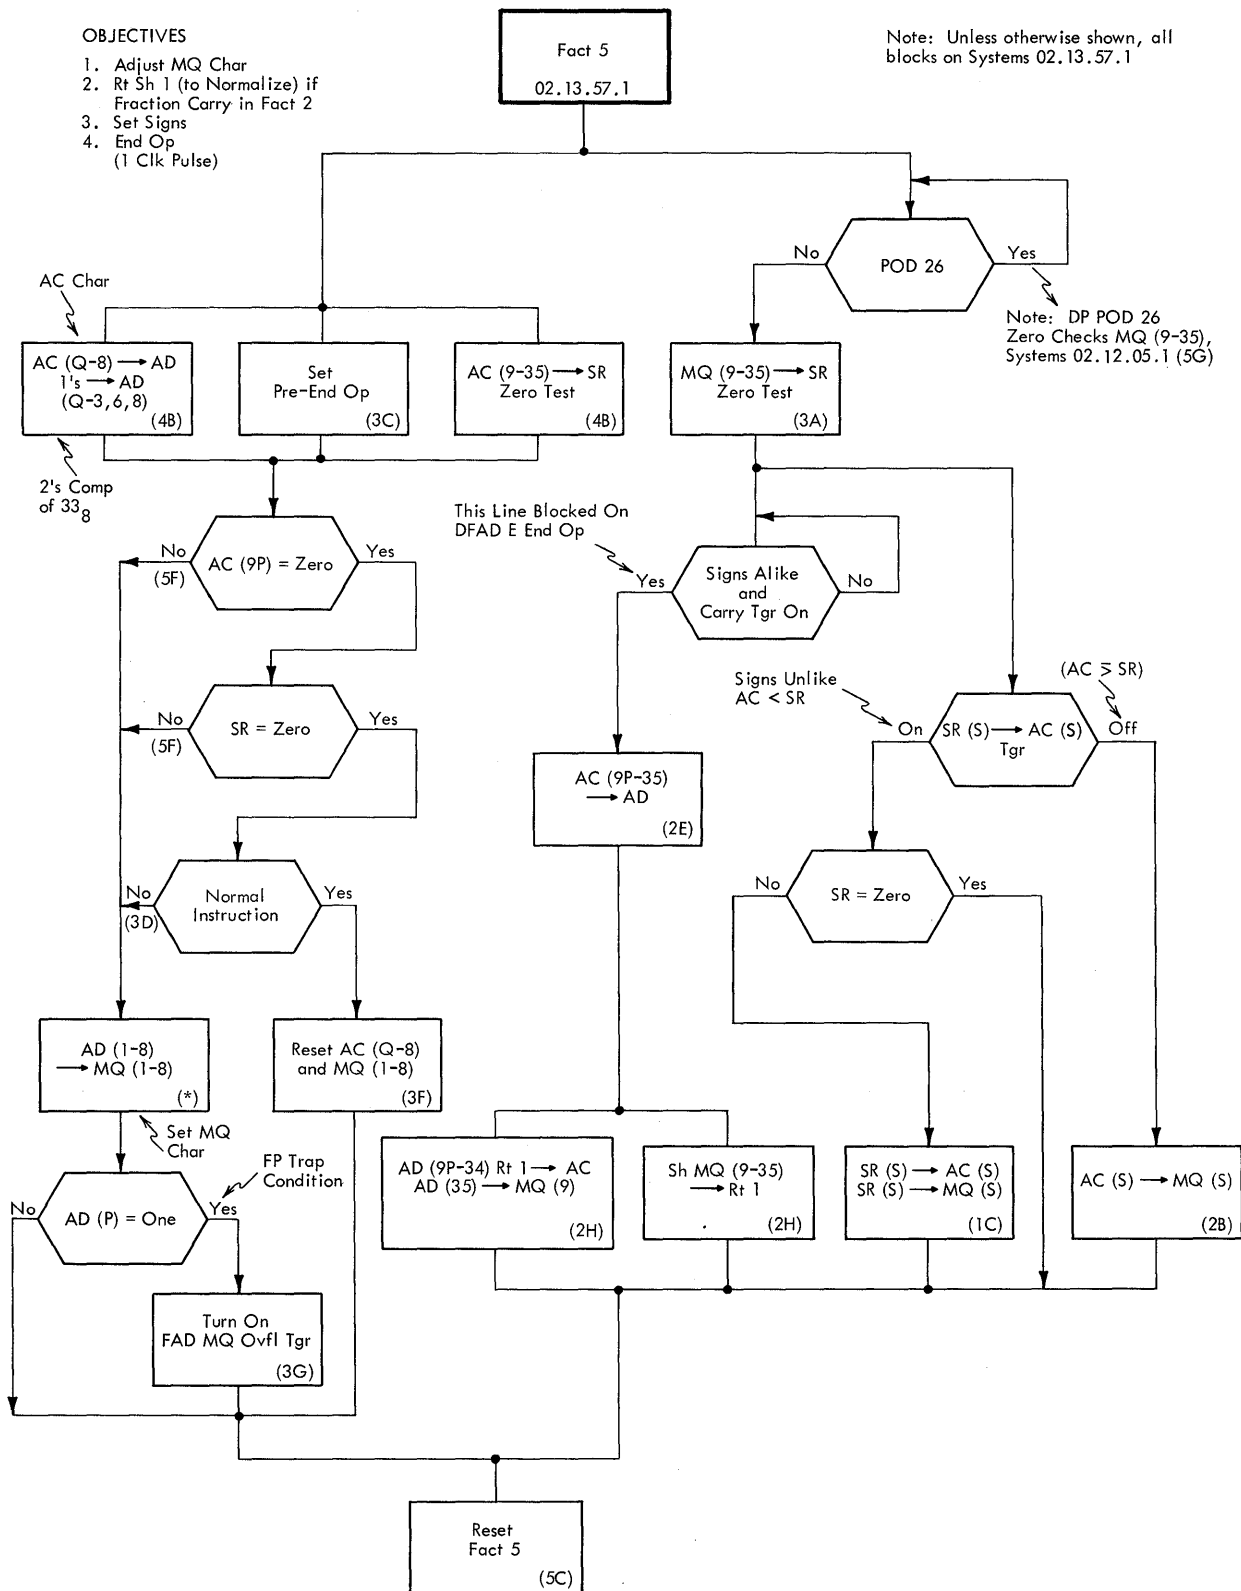 OBJECTIVES
1. Adjust MQ Char
2. Rt Sh 1 (to Normalize) if
Fraction Carry in Fact 2
3. Set Signs
4. End Op
(1 Clk Pulse)
Fact 5
02.13.57.1
Note: Unless otherwise shown, all
blocks on Systems 02.13.57.1
No
POD 26
Yes
Note: DP POD 26
Zero Checks MQ (9-35),
Systems 02.12.05.1 (5G)
AC Char
AC (Q-8) → AD
1's → AD
(Q-3,6,8)
(4B)
Set
Pre-End Op
(3C)
AC (9-35) → SR
Zero Test
(4B)
MQ (9-35) → SR
Zero Test
(3A)
2's Comp
of 33₈
This Line Blocked On
DFAD E End Op
No
(5F)
AC (9P) = Zero
Yes
Yes
Signs Alike
and
Carry Tgr On
No
No
(5F)
SR = Zero
Yes
Signs Unlike
AC < SR
(AC ≥ SR)
On
SR (S) → AC (S)
Tgr
Off
AC (9P-35)
→ AD
(2E)
No
(3D)
Normal
Instruction
Yes
No
SR = Zero
Yes
AD (1-8)
→ MQ (1-8)
(*)
Reset AC (Q-8)
and MQ (1-8)
(3F)
Set MQ
Char
FP Trap
Condition
No
AD (P) = One
Yes
AD (9P-34) Rt 1 → AC
AD (35) → MQ (9)
(2H)
Sh MQ (9-35)
→ Rt 1
(2H)
SR (S) → AC (S)
SR (S) → MQ (S)
(1C)
AC (S) → MQ (S)
(2B)
Turn On
FAD MQ Ovfl Tgr
(3G)
Reset
Fact 5
(5C)